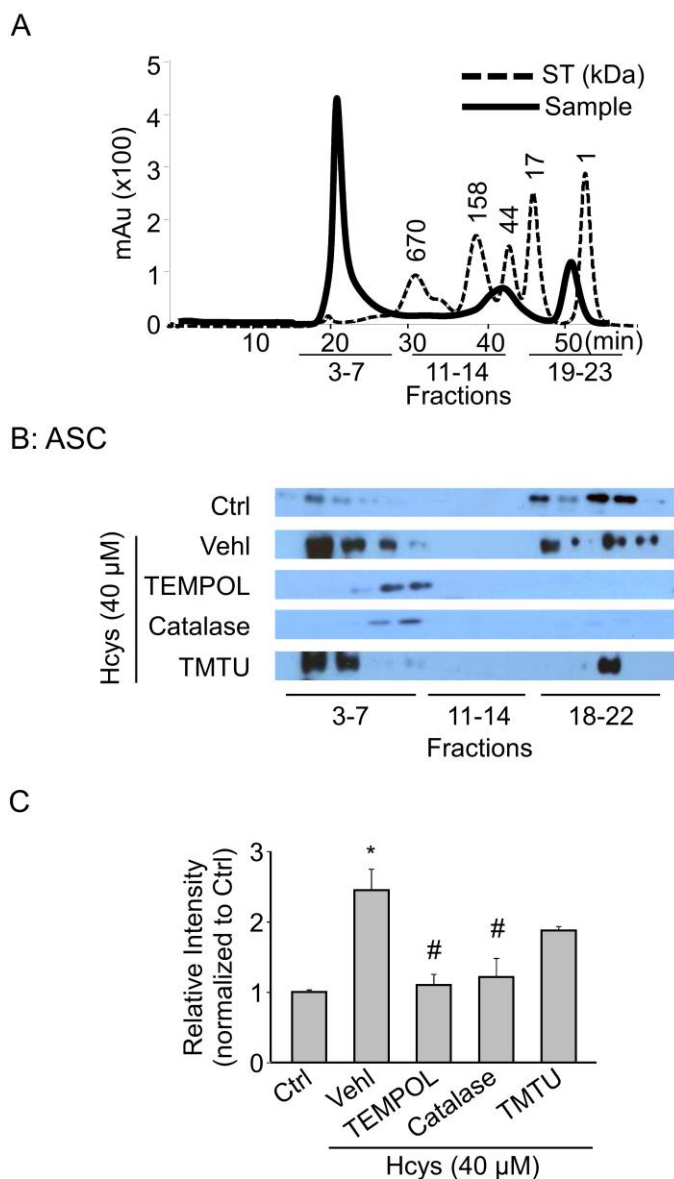 A
5
4
3
2
1
0
mAu (x100)
ST (kDa)
Sample
670
158
44
17
1
10
20
30
40
50
(min)
3-7
11-14
19-23
Fractions
B: ASC
Ctrl
Vehl
TEMPOL
Catalase
TMTU
Hcys (40 µM)
3-7
11-14
18-22
Fractions
C
Relative Intensity
(normalized to Ctrl)
3
2
1
0
*
#
#
Ctrl
Vehl
TEMPOL
Catalase
TMTU
Hcys (40 µM)